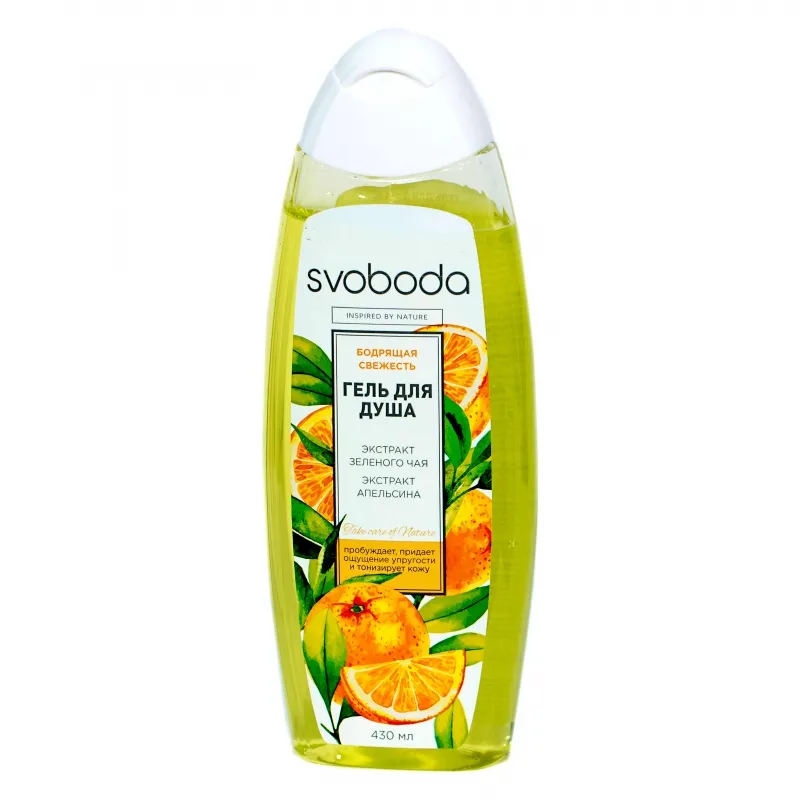 svoboda
INSPIRED BY NATURE
БОДРЯЩАЯ
СВЕЖЕСТЬ
ГЕЛЬ ДЛЯ
ДУША
ЭКСТРАКТ
ЗЕЛЕНОГО ЧАЯ
ЭКСТРАКТ
АПЕЛЬСИНА
Take care of Nature
пробуждает, придает
ощущение упругости
и тонизирует кожу
430 мл